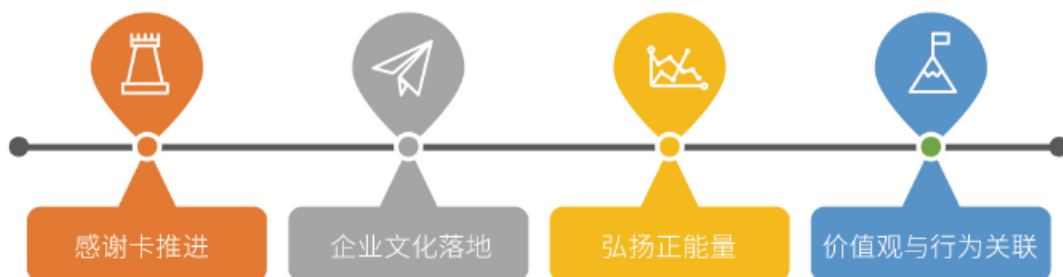 感谢卡推进
企业文化落地
弘扬正能量
价值观与行为关联